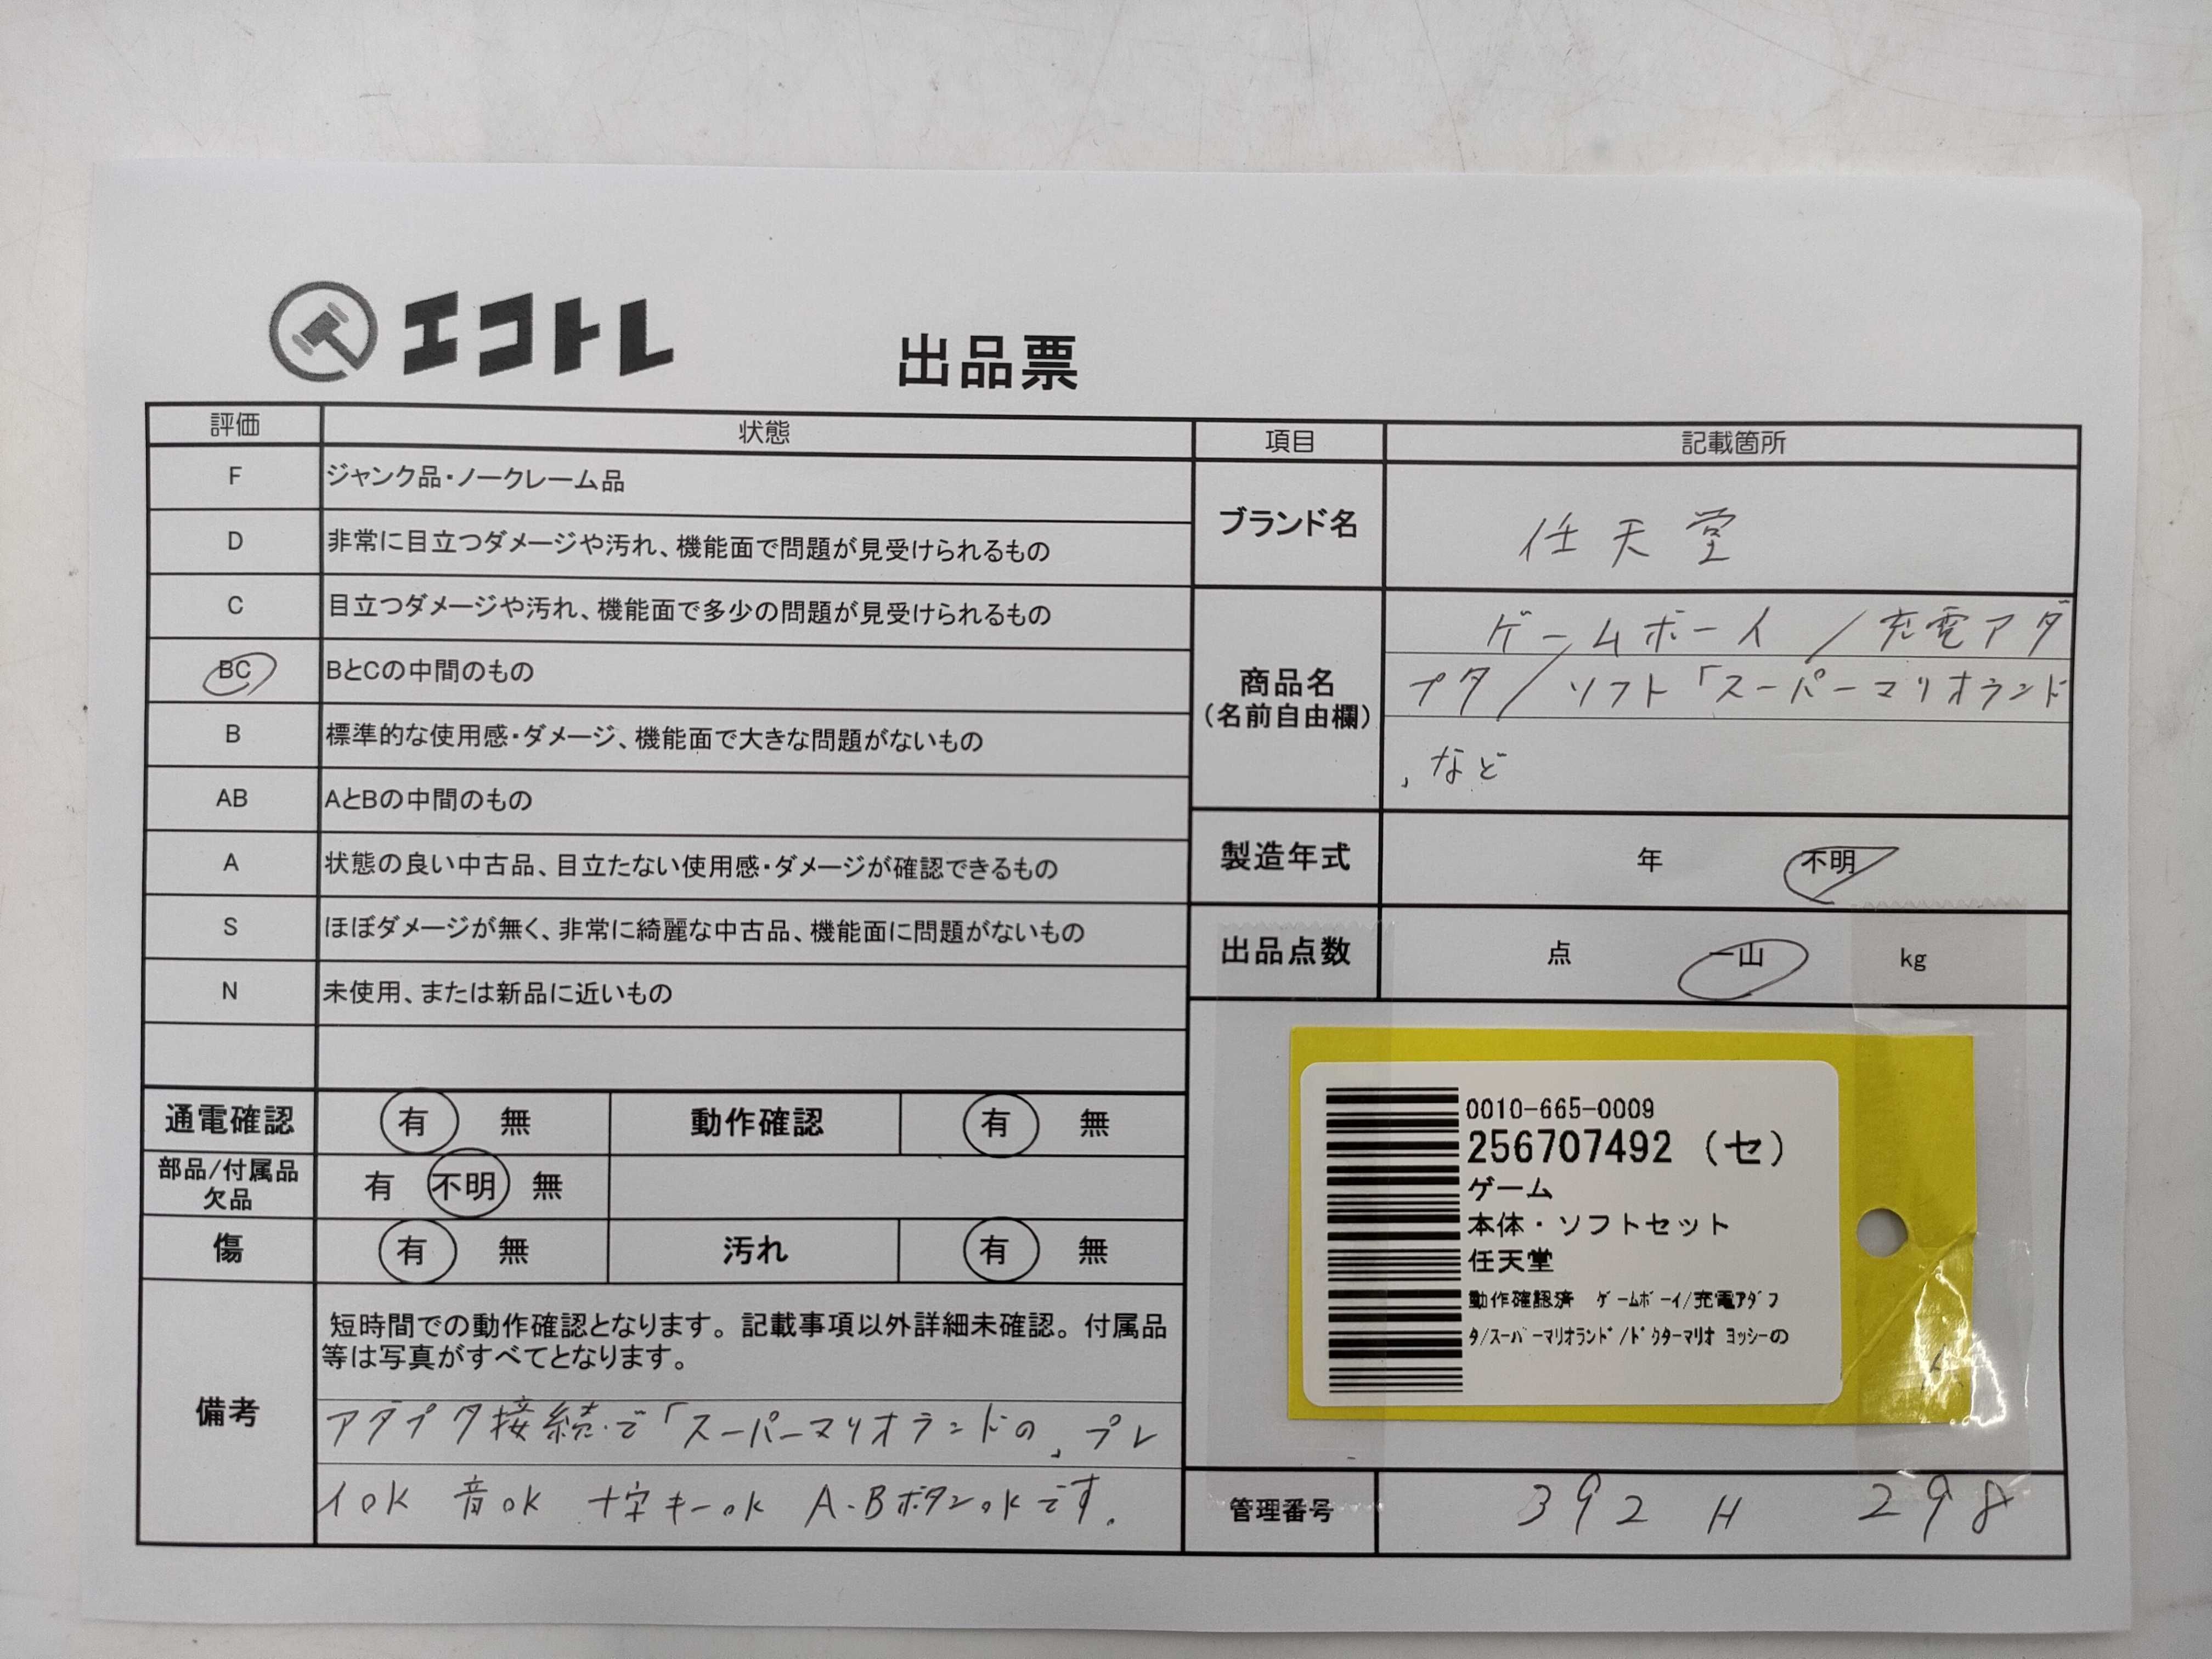 エコトレ
出品票
評価 状態
F ジャンク品・ノークレーム品
D 非常に目立つダメージや汚れ、機能面で問題が見受けられるもの
C 目立つダメージや汚れ、機能面で多少の問題が見受けられるもの
BC BとCの中間のもの
B 標準的な使用感・ダメージ、機能面で大きな問題がないもの
AB AとBの中間のもの
A 状態の良い中古品、目立たない使用感・ダメージが確認できるもの
S ほぼダメージが無く、非常に綺麗な中古品、機能面に問題がないもの
N 未使用、または新品に近いもの
通電確認 有 無 動作確認 有 無
部品/付属品
欠品 有 不明 無
傷 有 無 汚れ 有 無
備考
短時間での動作確認となります。記載事項以外詳細未確認。付属品
等は写真がすべてとなります。
アダプタ接続で「スーパーマリオランドの」プレ
イok 音ok 十字キーok A・Bボタンokです。
項目 記載箇所
ブランド名 任天堂
商品名
(名前自由欄)
ゲームボーイ/充電アダ
プタ/ソフト「スーパーマリオランド
」など
製造年式 年 不明
出品点数 点 一山 kg
0010-665-0009
256707492 (セ)
ゲーム
本体・ソフトセット
任天堂
動作確認済 ゲームボーイ/充電アダプ
タ/スーパーマリオランド/ドクターマリオ ヨッシーの
管理番号 392 H 298